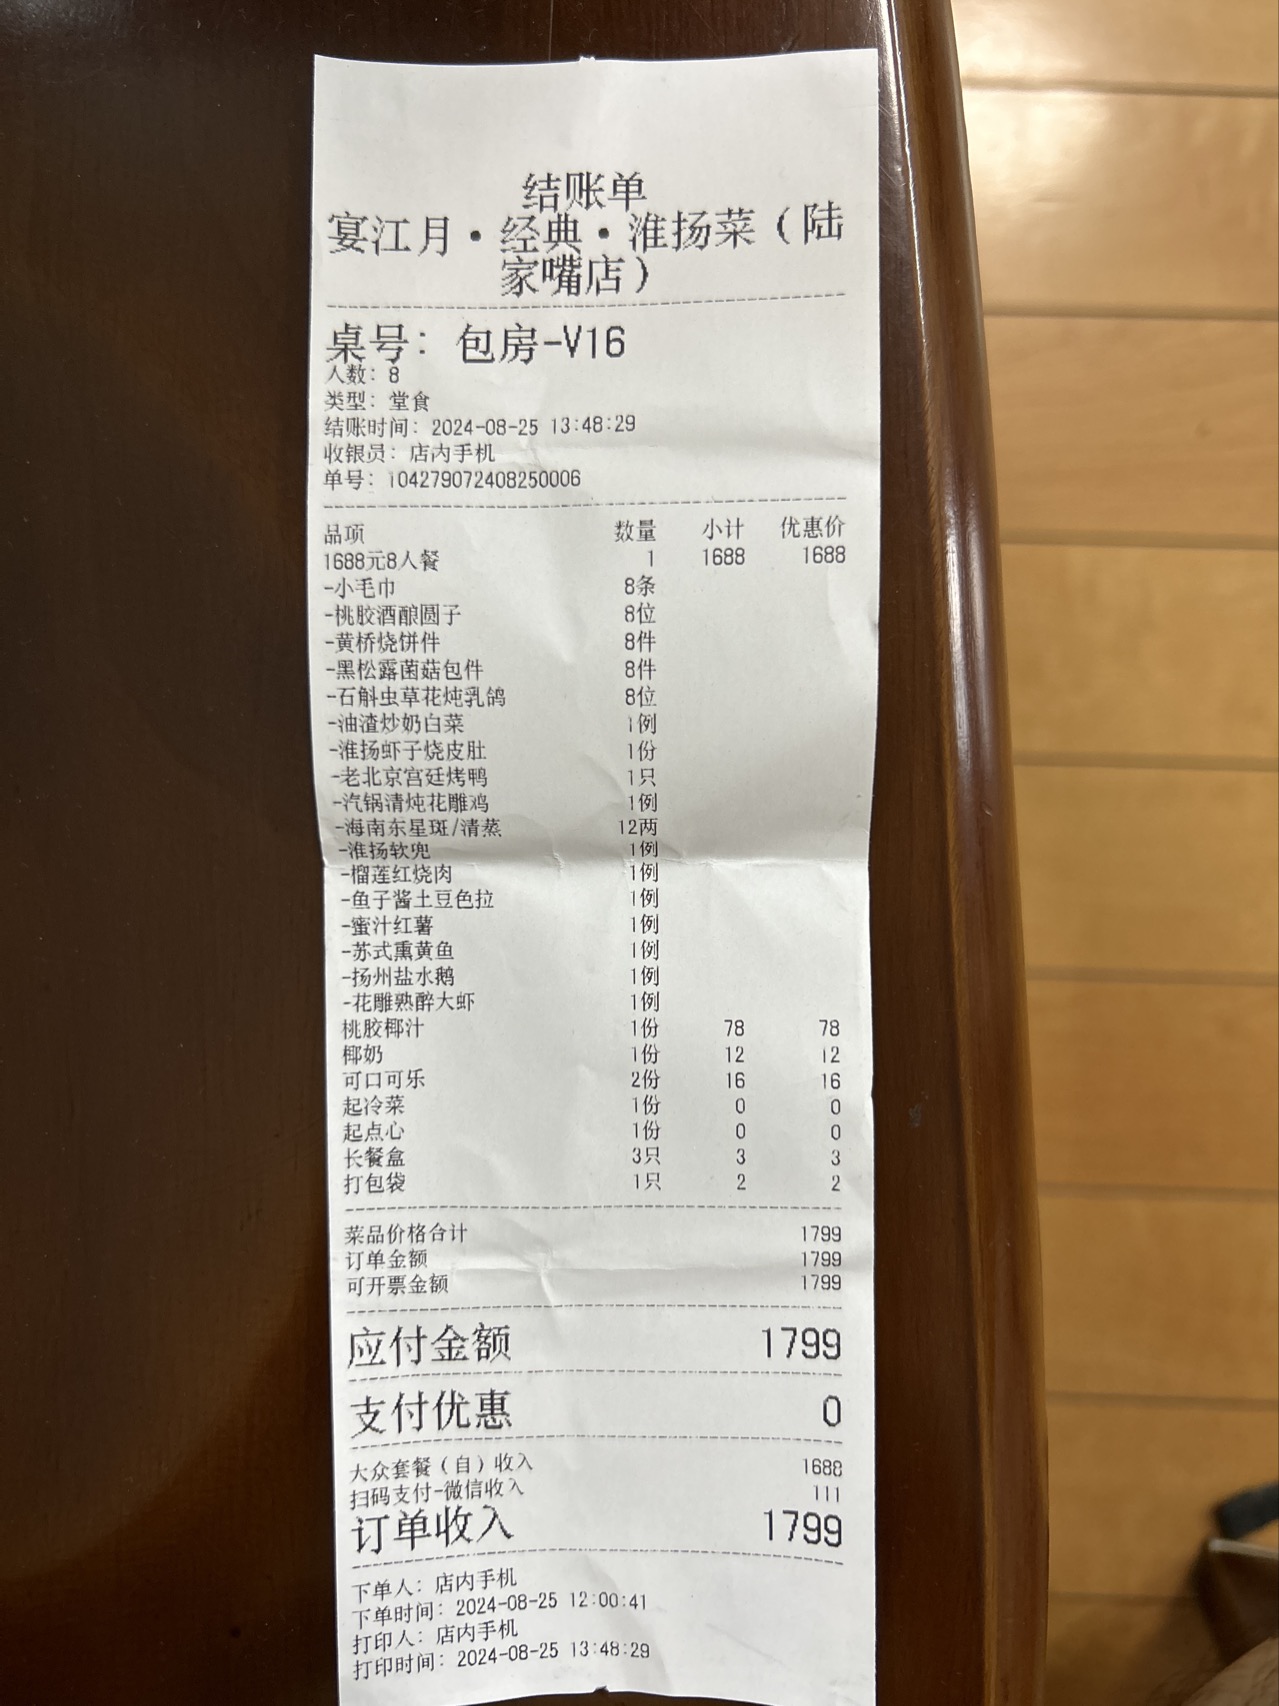 结账单
宴江月·经典·淮扬菜（陆
家嘴店）
桌号：包房-V16
人数：8
类型：堂食
结账时间：2024-08-25 13:48:29
收银员：店内手机
单号：104279072408250006
品项 数量 小计 优惠价
1688元8人餐 1 1688 1688
-小毛巾 8条
-桃胶酒酿圆子 8位
-黄桥烧饼件 8件
-黑松露菌菇包件 8件
-石斛虫草花炖乳鸽 8位
-油渣炒奶白菜 1例
-淮扬虾子烧皮肚 1份
-老北京宫廷烤鸭 1只
-汽锅清炖花雕鸡 1例
-海南东星斑/清蒸 12两
-淮扬软兜 1例
-榴莲红烧肉 1例
-鱼子酱土豆色拉 1例
-蜜汁红薯 1例
-苏式熏黄鱼 1例
-扬州盐水鹅 1例
-花雕熟醉大虾 1例
桃胶椰汁 1份 78 78
椰奶 1份 12 12
可口可乐 2份 16 16
起冷菜 1份 0 0
起点心 1份 0 0
长餐盒 3只 3 3
打包袋 1只 2 2
菜品价格合计 1799
订单金额 1799
可开票金额 1799
应付金额 1799
支付优惠 0
大众套餐（自）收入 1688
扫码支付-微信收入 111
订单收入 1799
下单人：店内手机
下单时间：2024-08-25 12:00:41
打印人：店内手机
打印时间：2024-08-25 13:48:29